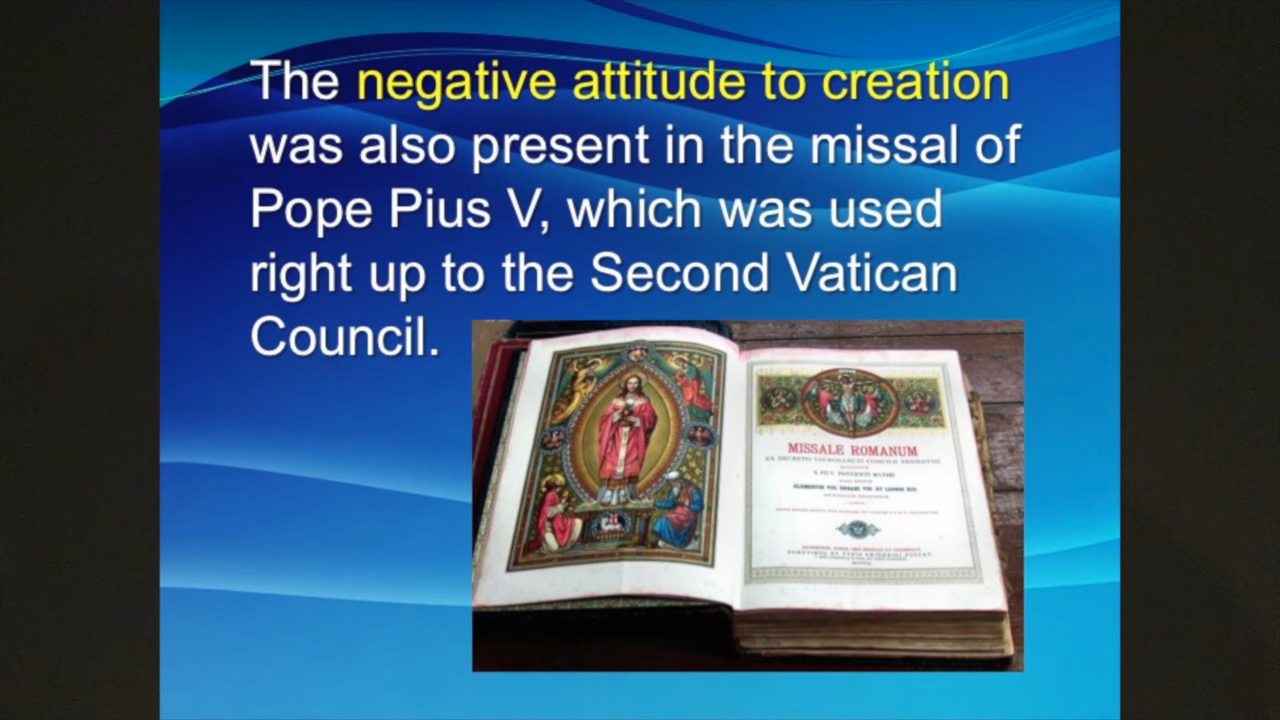 The negative attitude to creation
was also present in the missal of
Pope Pius V, which was used
right up to the Second Vatican
Council.
MISSALE ROMANUM